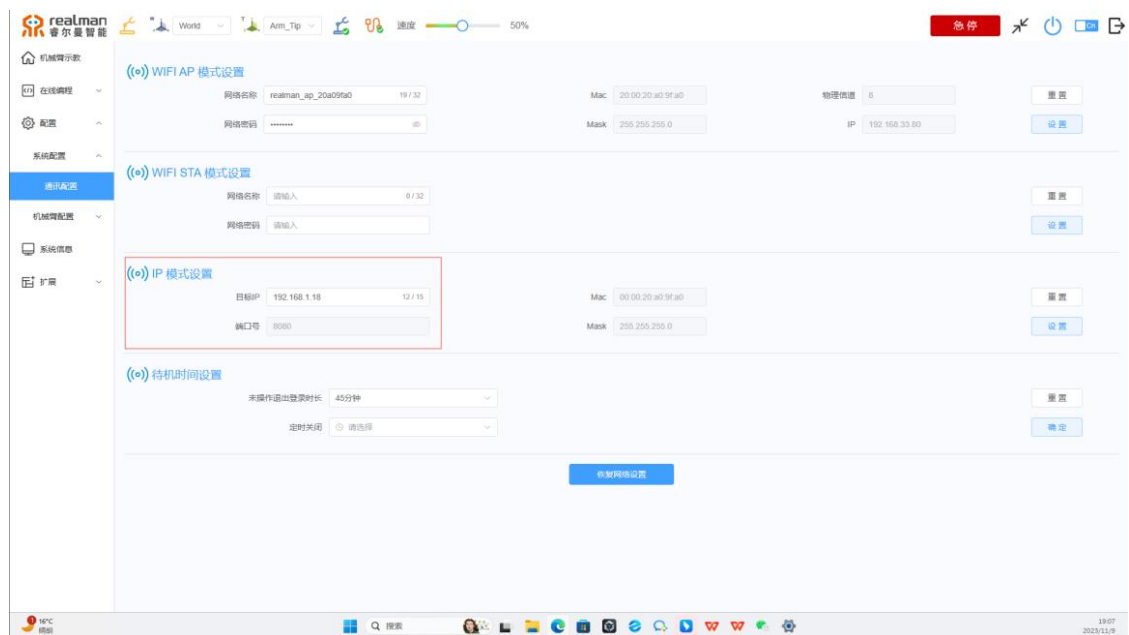 realman
睿尔曼智能
World
Arm_Tip
速度
50%
急停
CH
机械臂示教
在线编程
配置
系统配置
通讯配置
机械臂配置
系统信息
扩展
WIFI AP 模式设置
网络名称 realman_ap_20a09fa0 19 / 32 Mac 20:00:20:a0:9f:a0 物理信道 6 重置
网络密码 •••••••• Mask 255.255.255.0 IP 192.168.33.80 设置
WIFI STA 模式设置
网络名称 请输入 0 / 32 重置
网络密码 请输入 设置
IP 模式设置
目标IP 192.168.1.18 12 / 15 Mac 00:00:20:a0:9f:a0 重置
端口号 8080 Mask 255.255.255.0 设置
待机时间设置
未操作退出登录时长 45分钟 重置
定时关闭 请选择 确定
恢复网络设置
16°C
搜索
19:07
2023/11/9